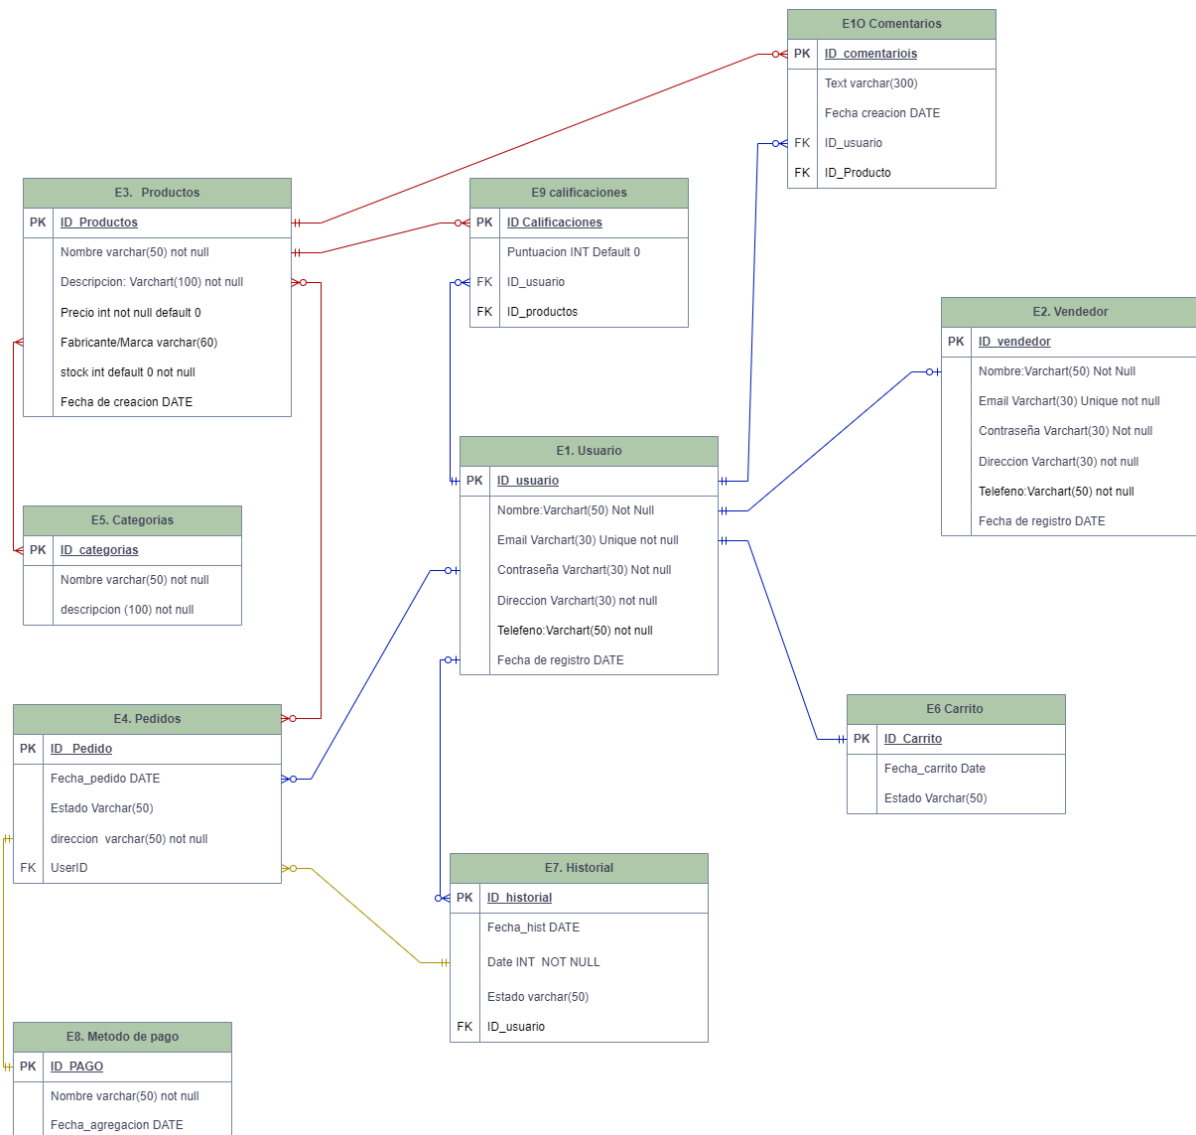 E1O Comentarios
PK ID_comentariois
Text varchar(300)
Fecha creacion DATE
FK ID_usuario
FK ID_Producto
E3. Productos
PK ID_Productos
Nombre varchar(50) not null
Descripcion: Varchart(100) not null
Precio int not null default 0
Fabricante/Marca varchar(60)
stock int default 0 not null
Fecha de creacion DATE
E9 calificaciones
PK ID Calificaciones
Puntuacion INT Default 0
FK ID_usuario
FK ID_productos
E2. Vendedor
PK ID_vendedor
Nombre:Varchart(50) Not Null
Email Varchart(30) Unique not null
Contraseña Varchart(30) Not null
Direccion Varchart(30) not null
Telefeno:Varchart(50) not null
Fecha de registro DATE
E1. Usuario
PK ID_usuario
Nombre:Varchart(50) Not Null
Email Varchart(30) Unique not null
Contraseña Varchart(30) Not null
Direccion Varchart(30) not null
Telefeno:Varchart(50) not null
Fecha de registro DATE
E5. Categorias
PK ID_categorias
Nombre varchar(50) not null
descripcion (100) not null
E4. Pedidos
PK ID_Pedido
Fecha_pedido DATE
Estado Varchar(50)
direccion varchar(50) not null
FK UserID
E6 Carrito
PK ID_Carrito
Fecha_carrito Date
Estado Varchar(50)
E7. Historial
PK ID_historial
Fecha_hist DATE
Date INT NOT NULL
Estado varchar(50)
FK ID_usuario
E8. Metodo de pago
PK ID_PAGO
Nombre varchar(50) not null
Fecha_agregacion DATE